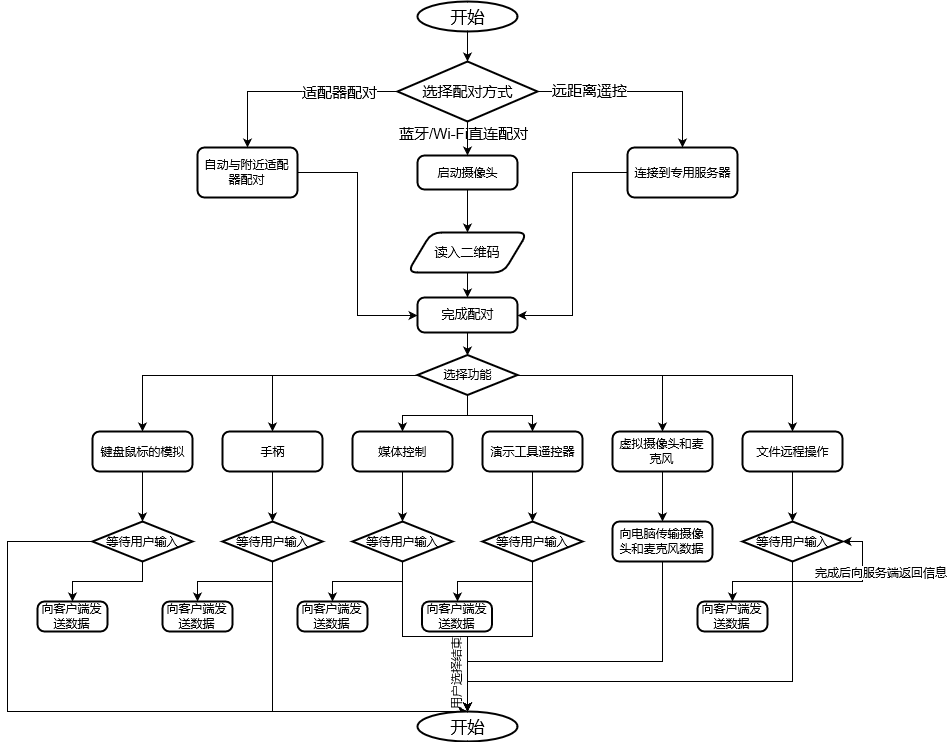 开始
选择配对方式
适配器配对
远距离遥控
蓝牙/Wi-Fi直连配对
自动与附近适配
器配对
启动摄像头
连接到专用服务器
读入二维码
完成配对
选择功能
键盘鼠标的模拟
手柄
媒体控制
演示工具遥控器
虚拟摄像头和麦
克风
文件远程操作
等待用户输入
等待用户输入
等待用户输入
等待用户输入
向电脑传输摄像
头和麦克风数据
等待用户输入
完成后向服务端返回信息
向客户端发
送数据
向客户端发
送数据
向客户端发
送数据
向客户端发
送数据
向客户端发
送数据
用户选择结束
开始